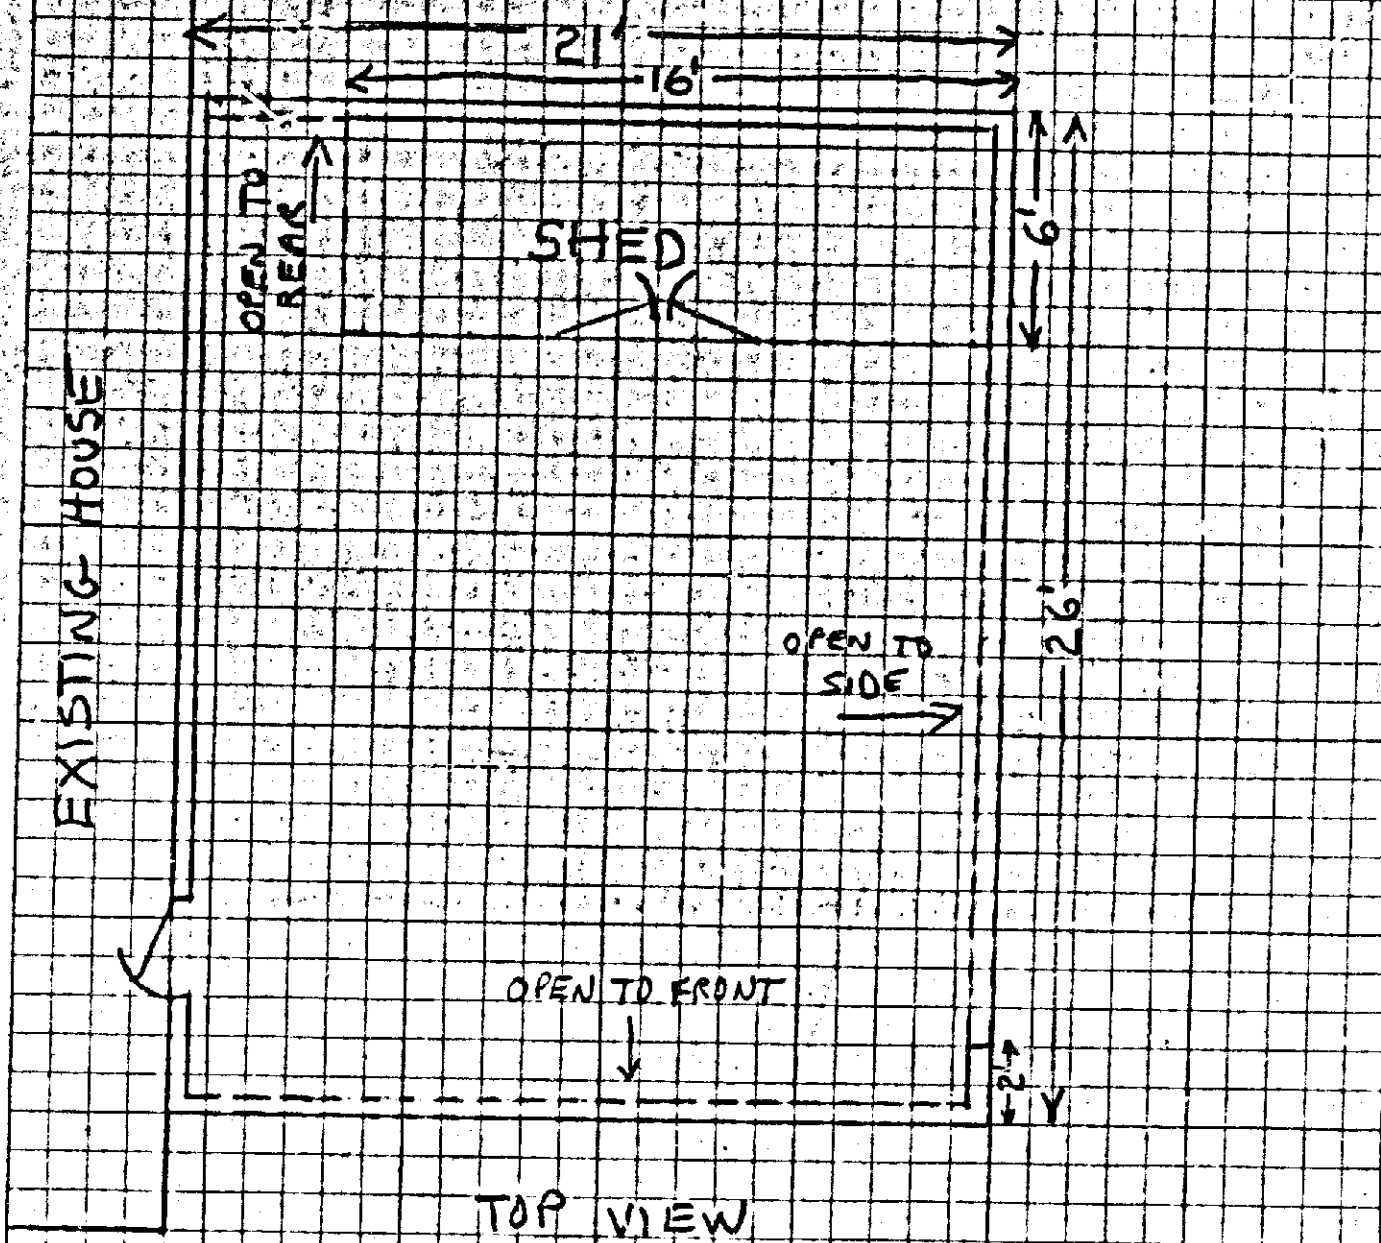 21'
16'
OPEN TO
REAR
SHED
6'
EXISTING HOUSE
26'
OPEN TO
SIDE
OPEN TO FRONT
2'
TOP VIEW